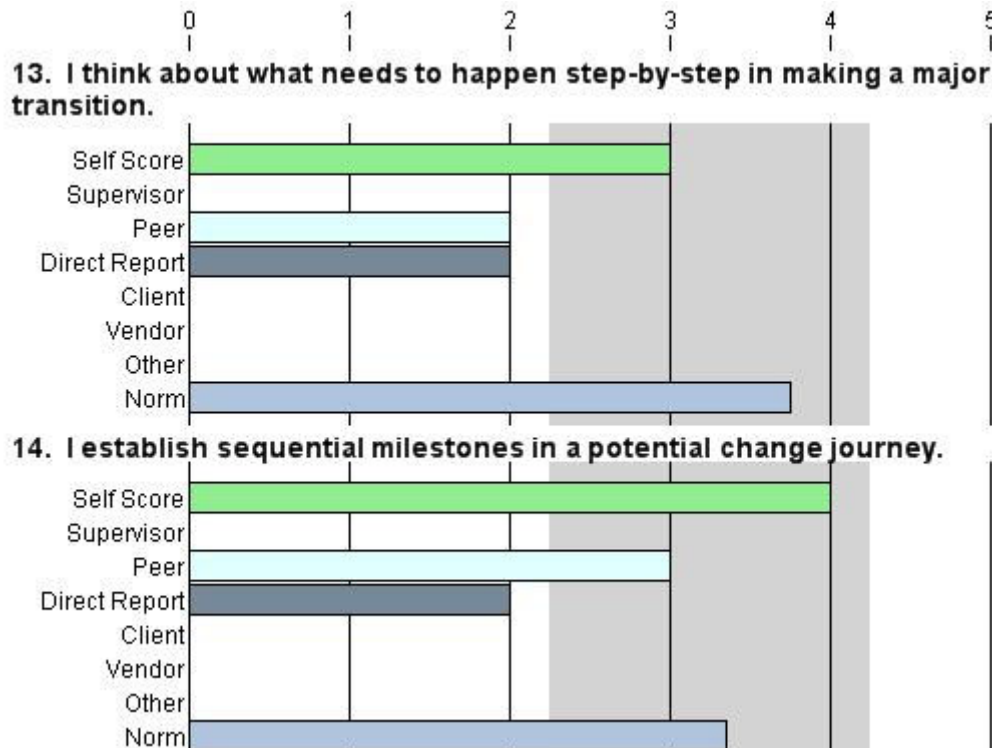 0 1 2 3 4 5
13. I think about what needs to happen step-by-step in making a major
transition.
Self Score
Supervisor
Peer
Direct Report
Client
Vendor
Other
Norm
14. I establish sequential milestones in a potential change journey.
Self Score
Supervisor
Peer
Direct Report
Client
Vendor
Other
Norm